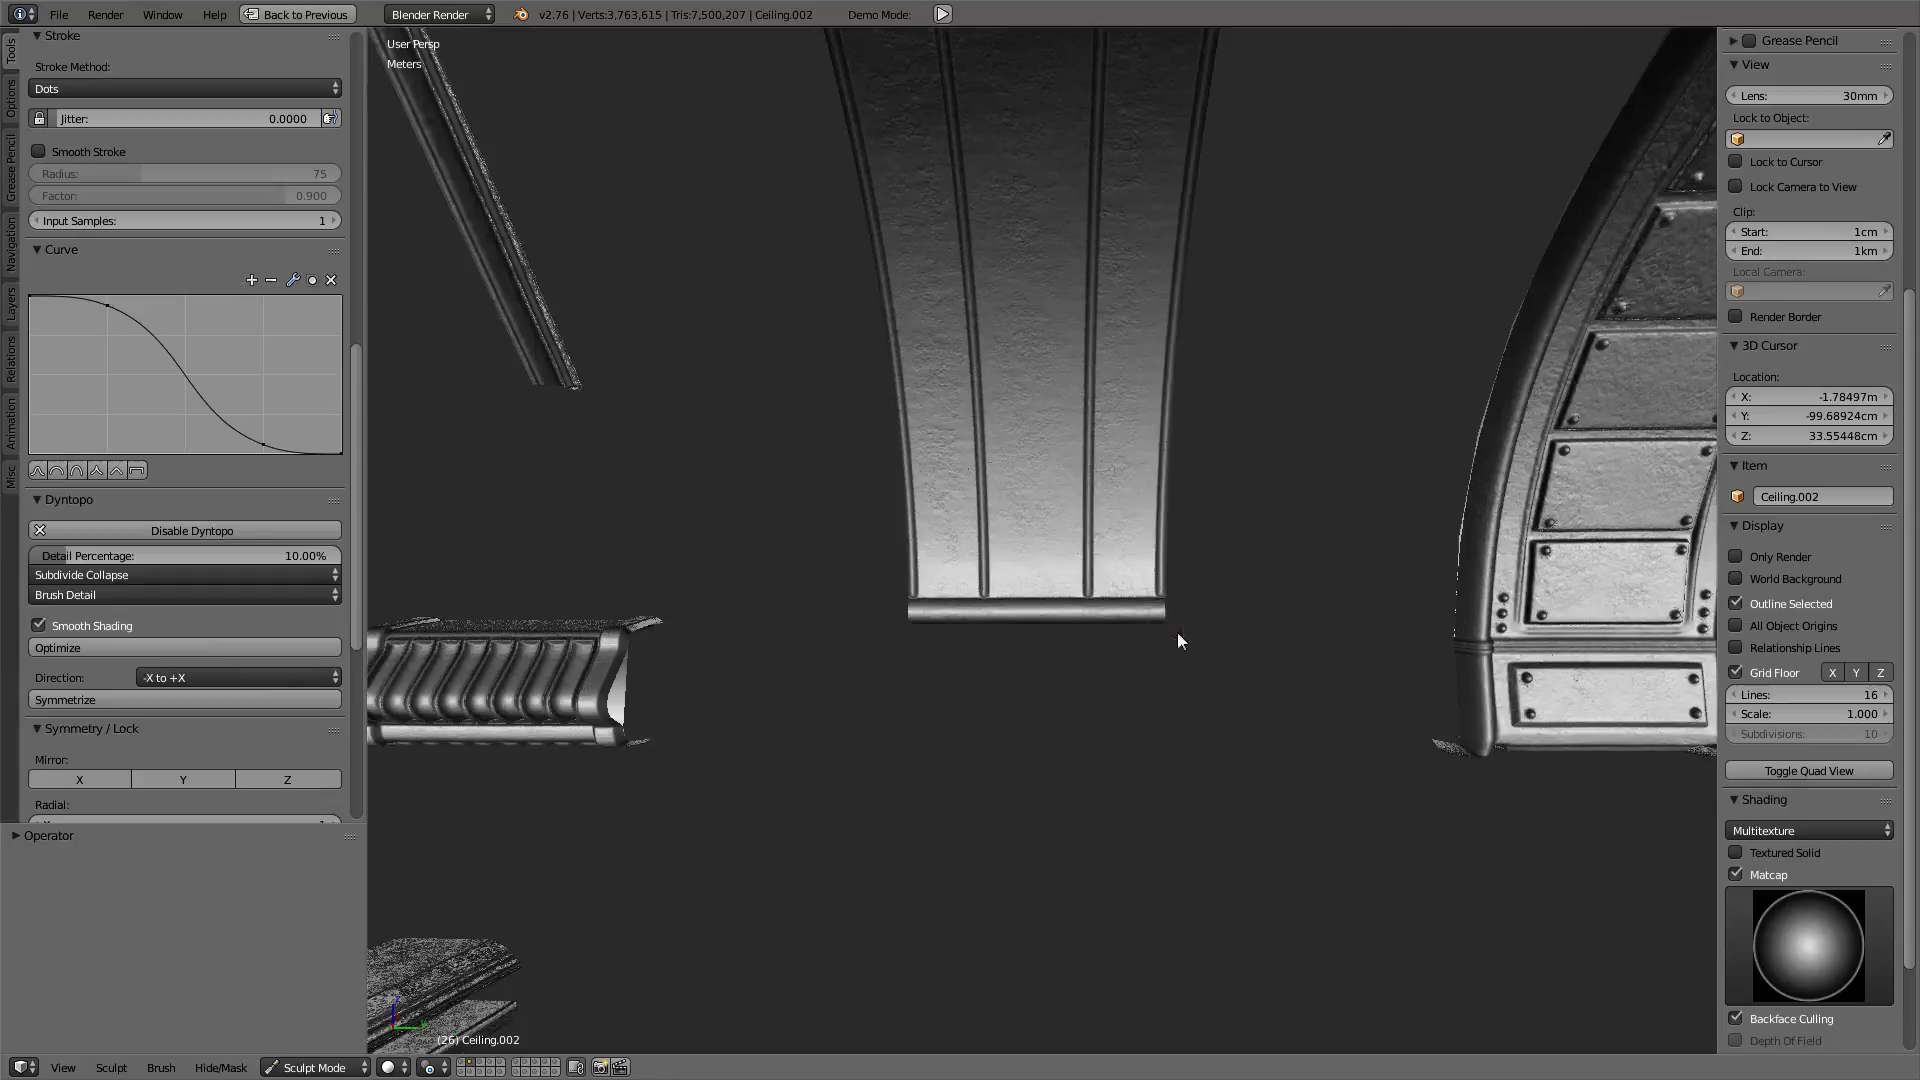 File Render Window Help Back to Previous Blender Render v2.76 | Verts:3,763,615 | Tris:7,500,207 | Ceiling.002 Demo Mode:
Tools
Options
Grease Pencil
Navigation
Layers
Relations
Animation
Misc
Stroke
Stroke Method:
Dots
Jitter: 0.0000
Smooth Stroke
Radius: 75
Factor: 0.900
Input Samples: 1
Curve
Dyntopo
Disable Dyntopo
Detail Percentage: 10.00%
Subdivide Collapse
Brush Detail
Smooth Shading
Optimize
Direction: -X to +X
Symmetrize
Symmetry / Lock
Mirror:
X Y Z
Radial:
Operator
User Persp
Meters
(26) Ceiling.002
Grease Pencil
View
Lens: 30mm
Lock to Object:
Lock to Cursor
Lock Camera to View
Clip:
Start: 1cm
End: 1km
Local Camera:
Render Border
3D Cursor
Location:
X: -1.78497m
Y: -99.68924cm
Z: 33.55448cm
Item
Ceiling.002
Display
Only Render
World Background
Outline Selected
All Object Origins
Relationship Lines
Grid Floor X Y Z
Lines: 16
Scale: 1.000
Subdivisions: 10
Toggle Quad View
Shading
Multitexture
Textured Solid
Matcap
Backface Culling
Depth Of Field
View Sculpt Brush Hide/Mask Sculpt Mode